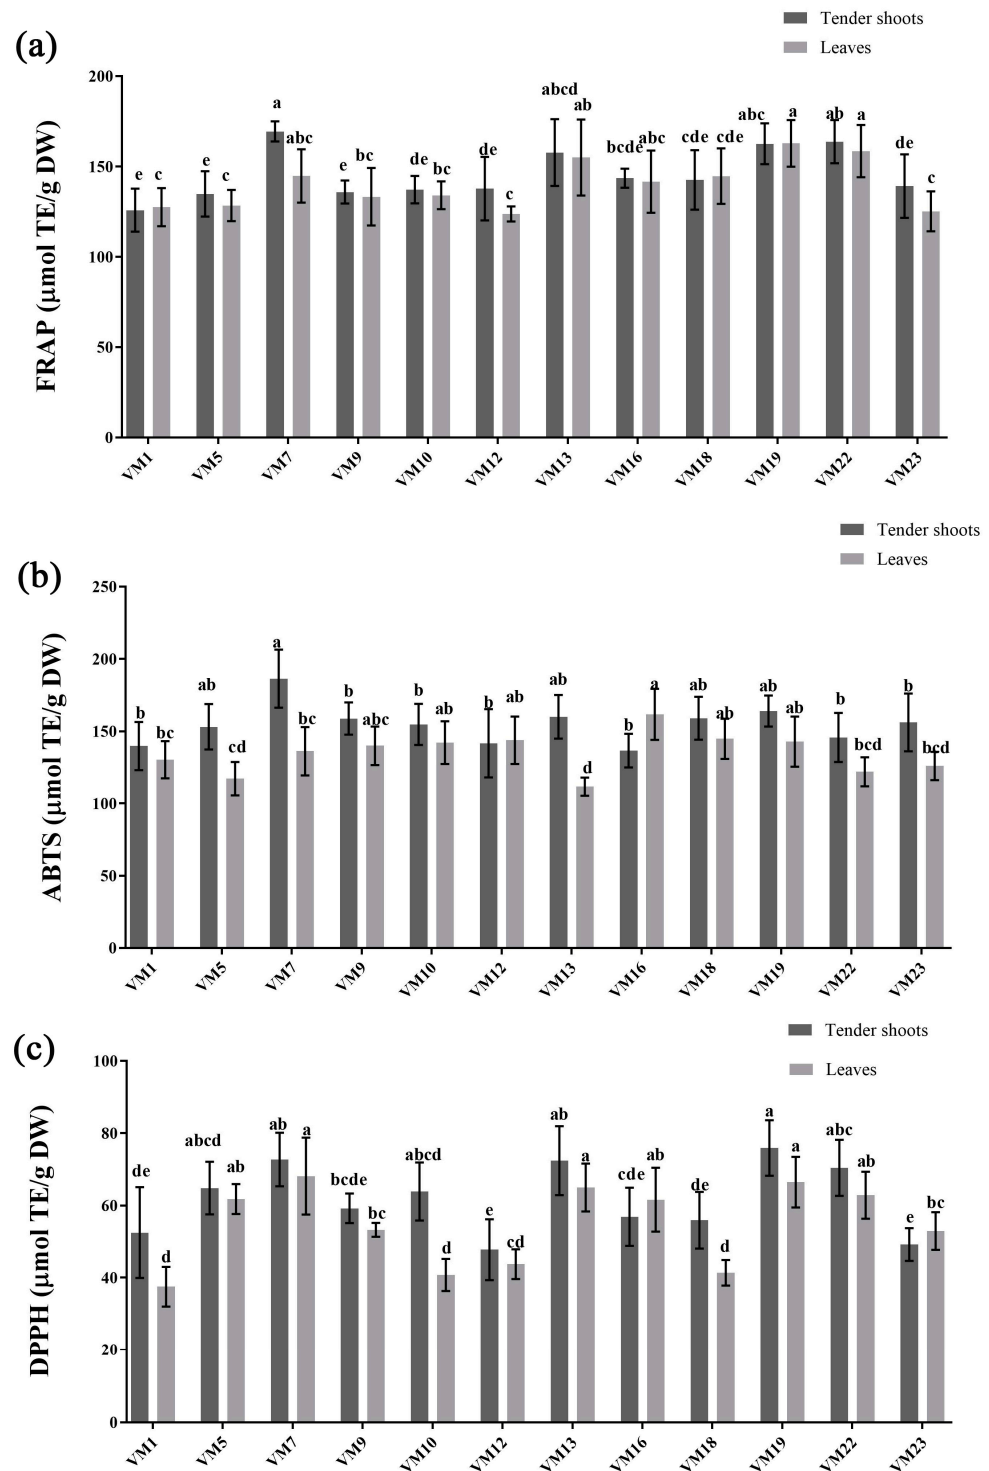 Tender shoots
Leaves
(a)
FRAP (µmol TE/g DW)
200
150
100
50
0
e c e c a abc e bc de bc de c abcd ab bcde abc cde cde abc a ab a de c
VM1 VM5 VM7 VM9 VM10 VM12 VM13 VM16 VM18 VM19 VM22 VM23
Tender shoots
Leaves
(b)
ABTS (µmol TE/g DW)
250
200
150
100
50
0
b bc ab cd a bc b abc b ab b ab ab d b a ab ab ab ab b bcd b bcd
VM1 VM5 VM7 VM9 VM10 VM12 VM13 VM16 VM18 VM19 VM22 VM23
Tender shoots
Leaves
(c)
DPPH (µmol TE/g DW)
100
80
60
40
20
0
de d abcd ab ab a bcde bc abcd d e cd ab a cde ab de d a a abc ab e bc
VM1 VM5 VM7 VM9 VM10 VM12 VM13 VM16 VM18 VM19 VM22 VM23